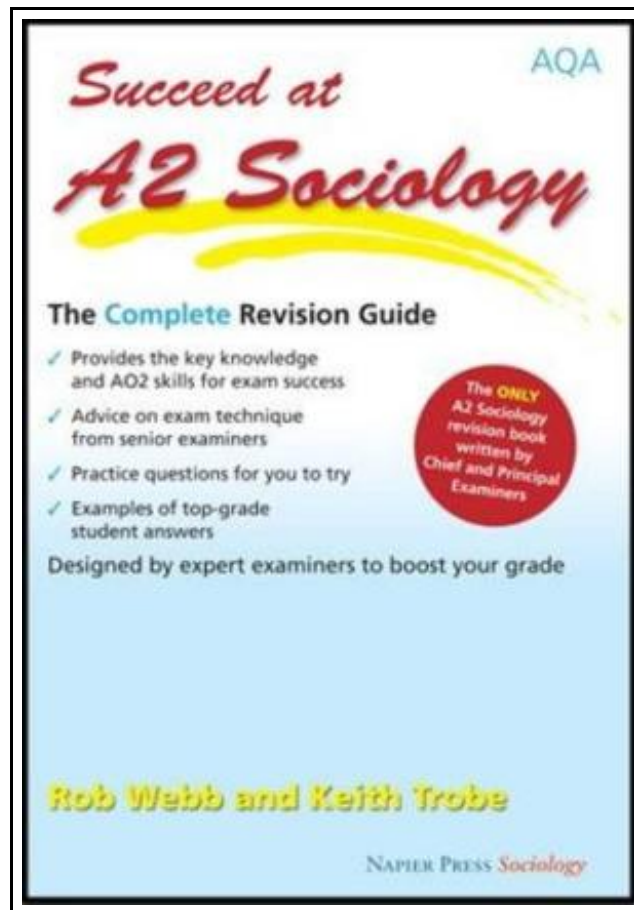 AQA
Succeed at
A2 Sociology
The Complete Revision Guide
✓ Provides the key knowledge
and AO2 skills for exam success
✓ Advice on exam technique
from senior examiners
✓ Practice questions for you to try
✓ Examples of top-grade
student answers
The ONLY
A2 Sociology
revision book
written by
Chief and Principal
Examiners
Designed by expert examiners to boost your grade
Rob Webb and Keith Trobe
NAPIER PRESS Sociology